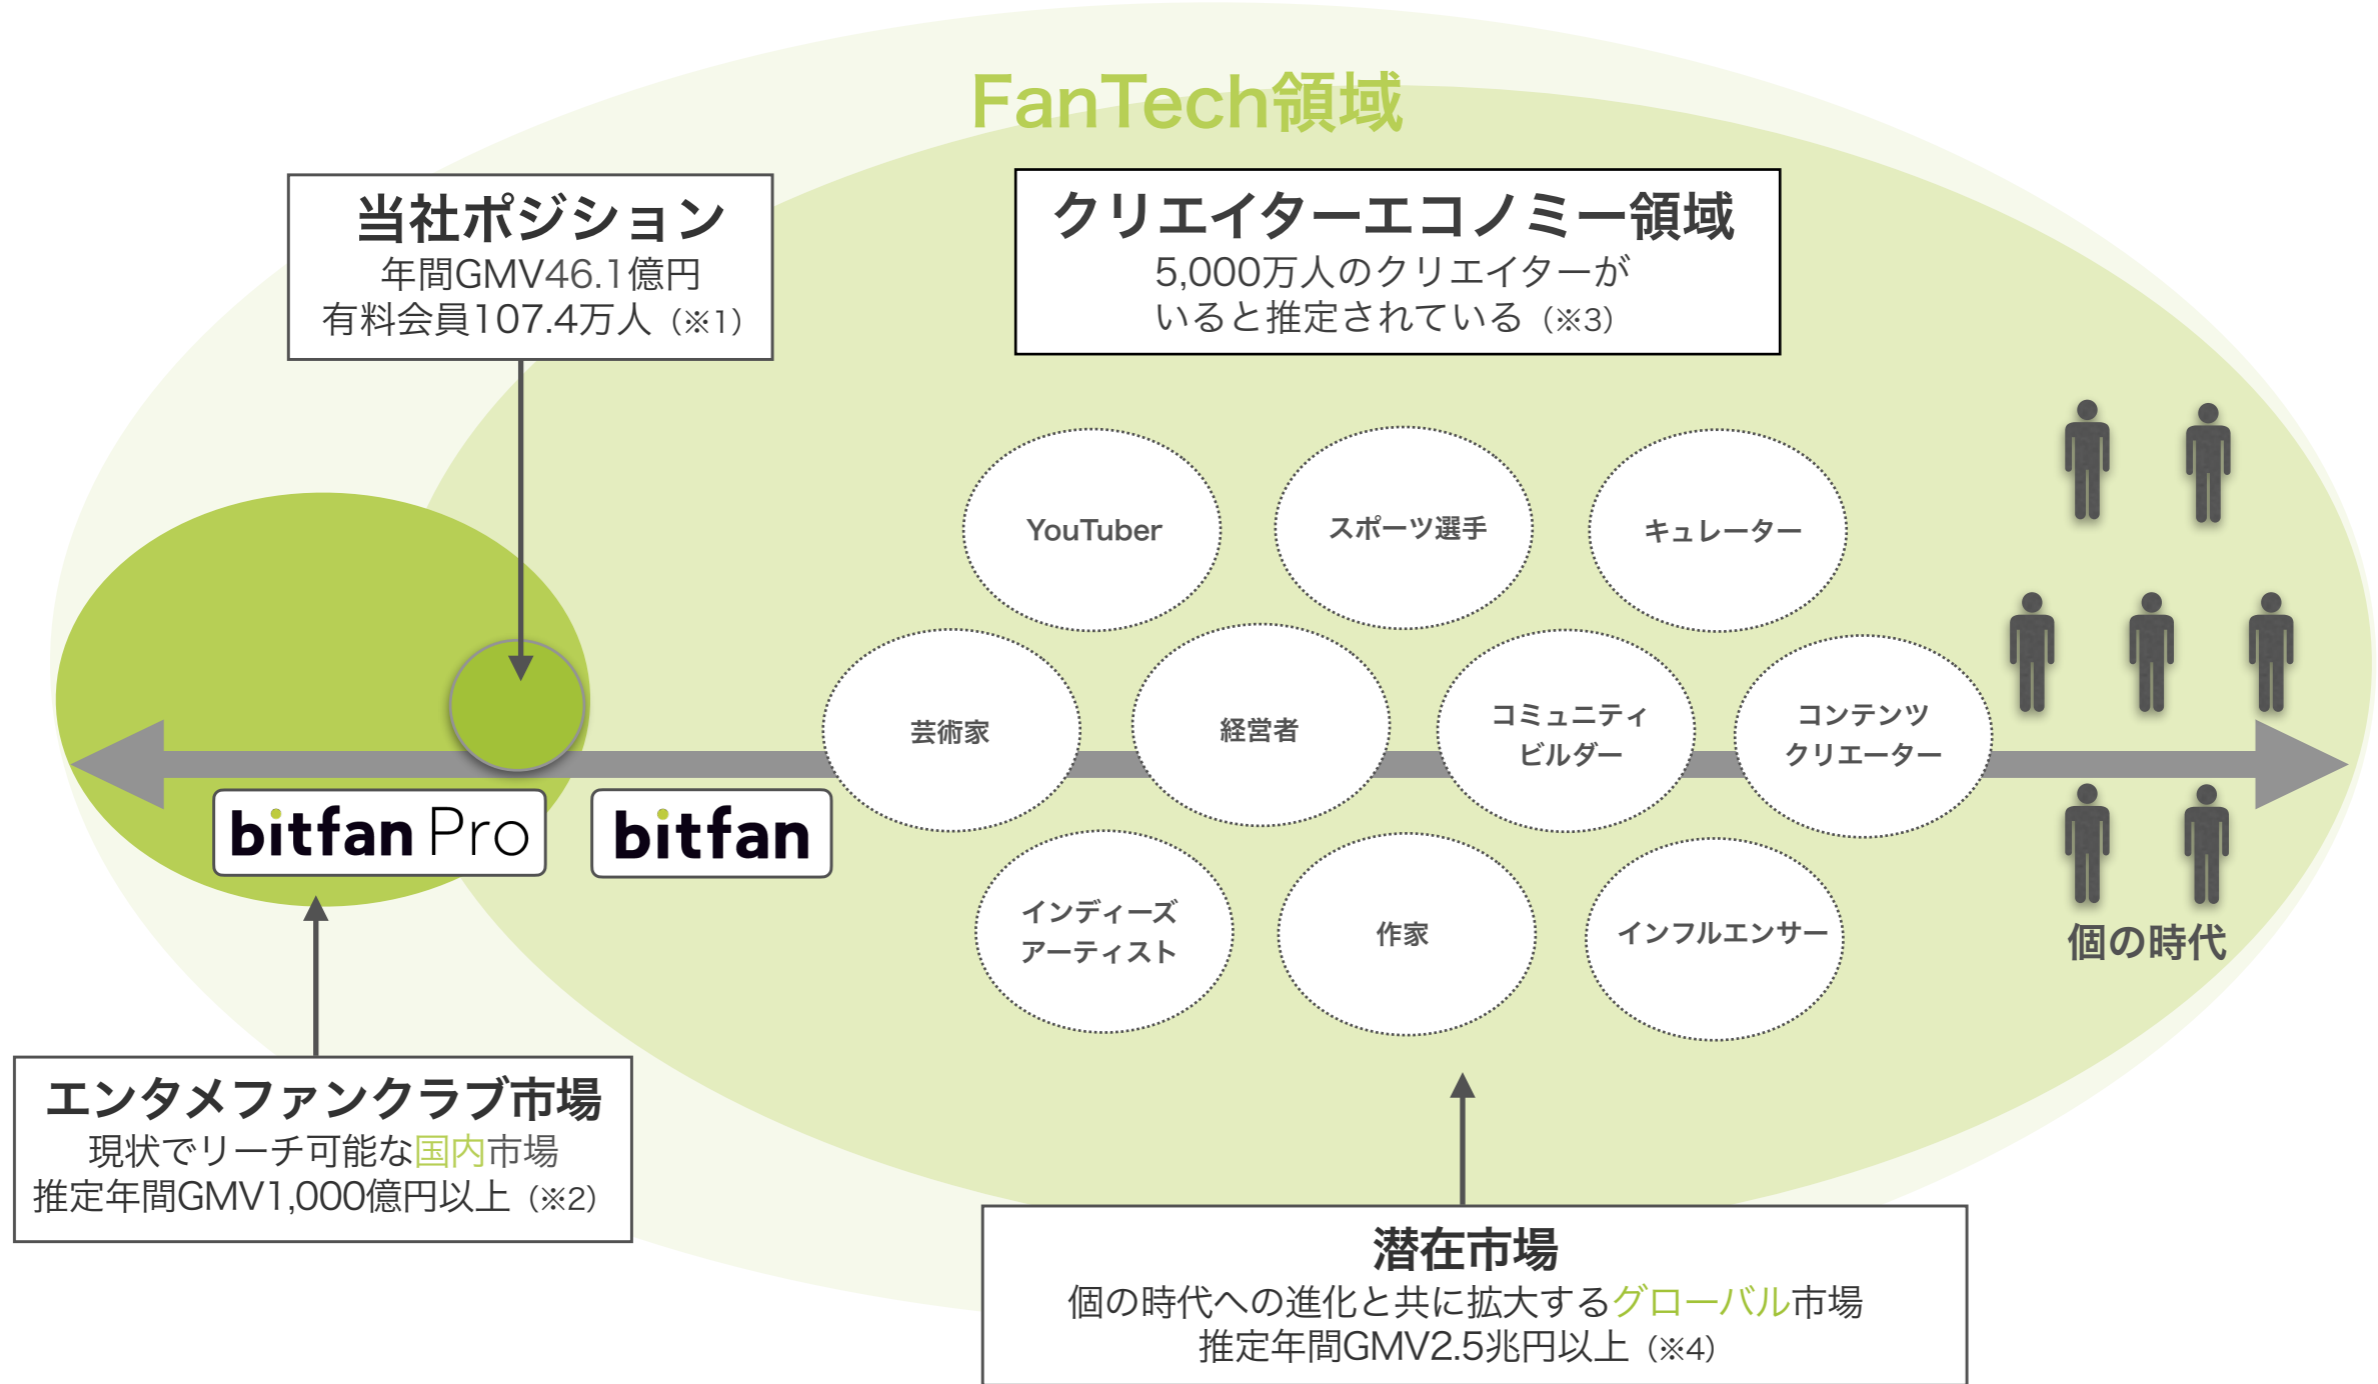 FanTech領域
当社ポジション
年間GMV46.1億円
有料会員107.4万人（※1）
クリエイターエコノミー領域
5,000万人のクリエイターが
いると推定されている（※3）
YouTuber
スポーツ選手
キュレーター
芸術家
経営者
コミュニティ
ビルダー
コンテンツ
クリエーター
bitfan Pro
bitfan
インディーズ
アーティスト
作家
インフルエンサー
個の時代
エンタメファンクラブ市場
現状でリーチ可能な国内市場
推定年間GMV1,000億円以上（※2）
潜在市場
個の時代への進化と共に拡大するグローバル市場
推定年間GMV2.5兆円以上（※4）